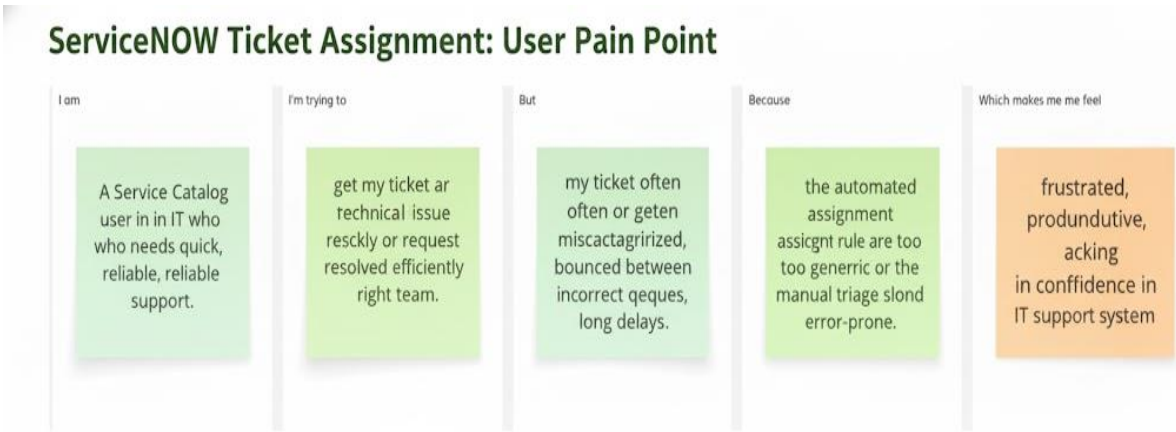 ServiceNOW Ticket Assignment: User Pain Point
I am
A Service Catalog
user in in IT who
who needs quick,
reliable, reliable
support.
I'm trying to
get my ticket ar
technical issue
resckly or request
resolved efficiently
right team.
But
my ticket often
often or geten
miscactagrirized,
bounced between
incorrect qeques,
long delays.
Because
the automated
assignment
assicgnt rule are too
too generric or the
manual triage slond
error-prone.
Which makes me me feel
frustrated,
produndutive,
acking
in conffidence in
IT support system